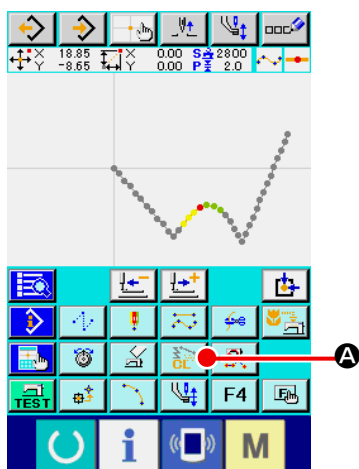 X 18.85 X 0.00 S 2800
Y -8.65 Y 0.00 P 2.0
CL A
TEST F4 F
i M